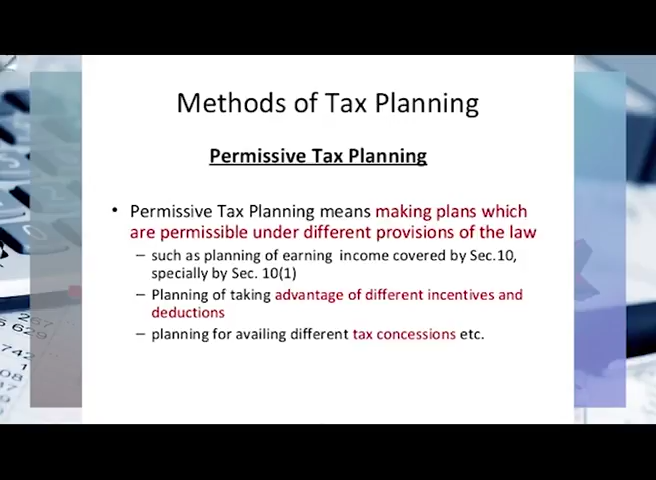 Methods of Tax Planning
Permissive Tax Planning
• Permissive Tax Planning means making plans which
are permissible under different provisions of the law
– such as planning of earning income covered by Sec.10,
specially by Sec. 10(1)
– Planning of taking advantage of different incentives and
deductions
– planning for availing different tax concessions etc.